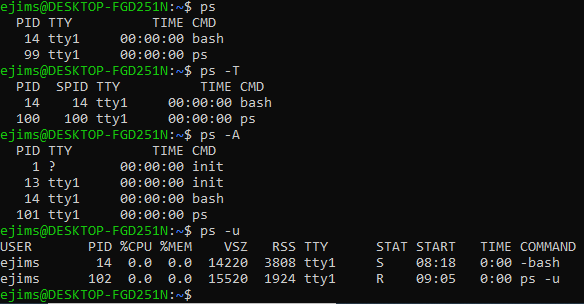 ejims@DESKTOP-FGD251N:~$ ps
  PID TTY          TIME CMD
   14 tty1     00:00:00 bash
   99 tty1     00:00:00 ps
ejims@DESKTOP-FGD251N:~$ ps -T
  PID  SPID TTY          TIME CMD
   14    14 tty1     00:00:00 bash
  100   100 tty1     00:00:00 ps
ejims@DESKTOP-FGD251N:~$ ps -A
  PID TTY          TIME CMD
    1 ?        00:00:00 init
   13 tty1     00:00:00 init
   14 tty1     00:00:00 bash
  101 tty1     00:00:00 ps
ejims@DESKTOP-FGD251N:~$ ps -u
USER       PID %CPU %MEM    VSZ   RSS TTY      STAT START   TIME COMMAND
ejims       14  0.0  0.0  14220  3808 tty1     S    08:18   0:00 -bash
ejims      102  0.0  0.0  15520  1924 tty1     R    09:05   0:00 ps -u
ejims@DESKTOP-FGD251N:~$